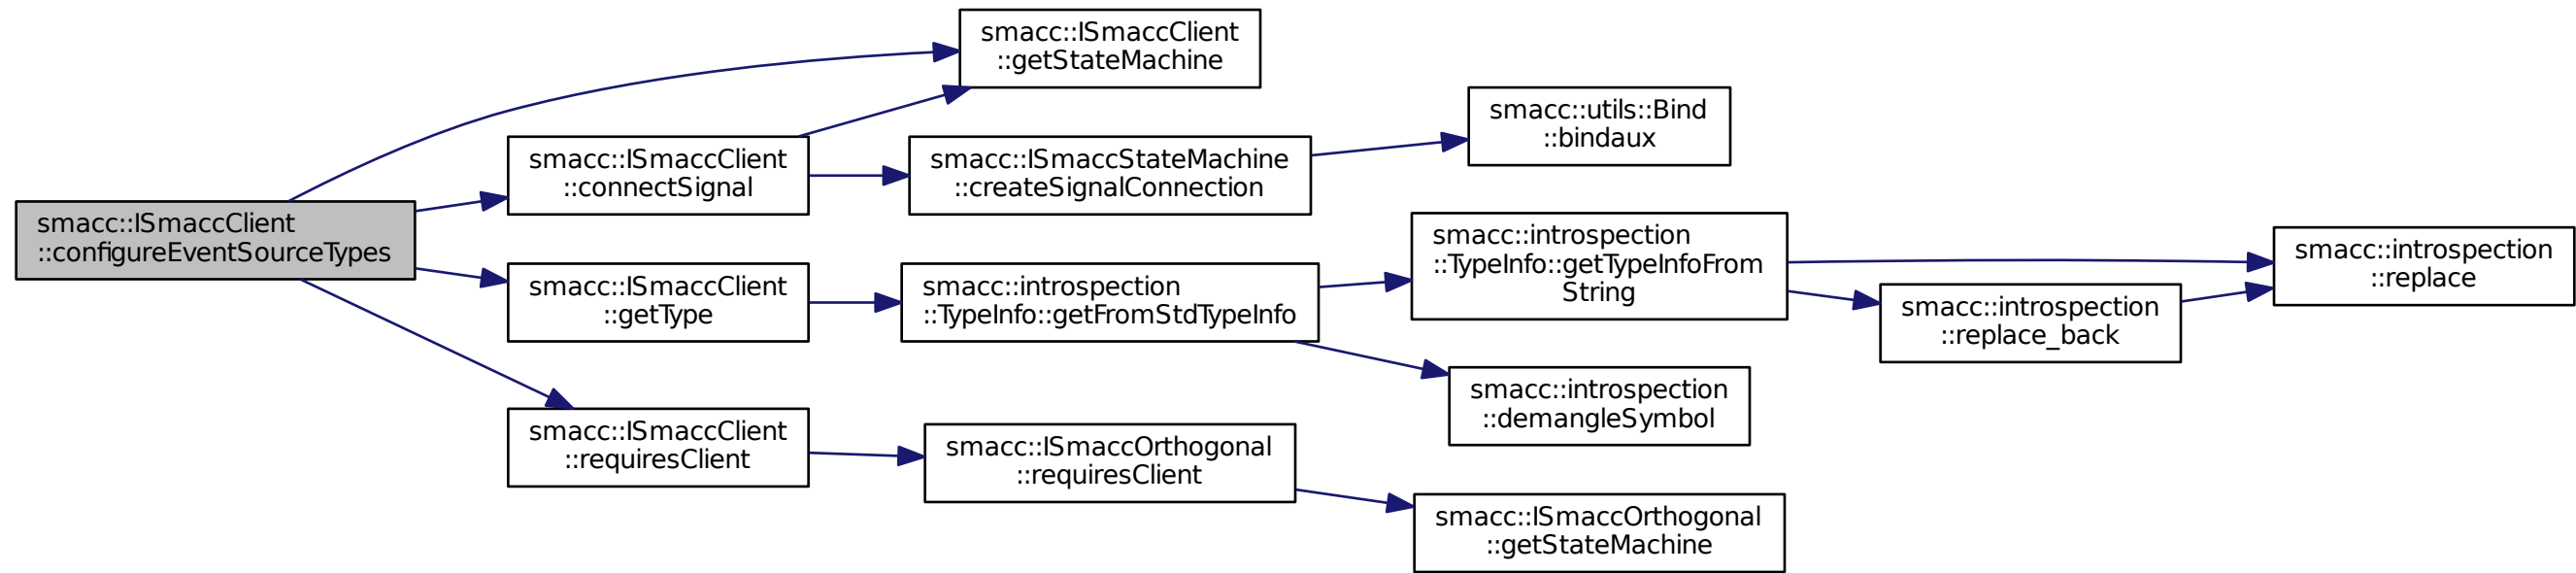 smacc::ISmaccClient
::configureEventSourceTypes
smacc::ISmaccClient
::getStateMachine
smacc::ISmaccClient
::connectSignal
smacc::ISmaccStateMachine
::createSignalConnection
smacc::utils::Bind
::bindaux
smacc::ISmaccClient
::getType
smacc::introspection
::TypeInfo::getFromStdTypeInfo
smacc::introspection
::TypeInfo::getTypeInfoFrom
String
smacc::introspection
::replace
smacc::introspection
::replace_back
smacc::introspection
::demangleSymbol
smacc::ISmaccClient
::requiresClient
smacc::ISmaccOrthogonal
::requiresClient
smacc::ISmaccOrthogonal
::getStateMachine